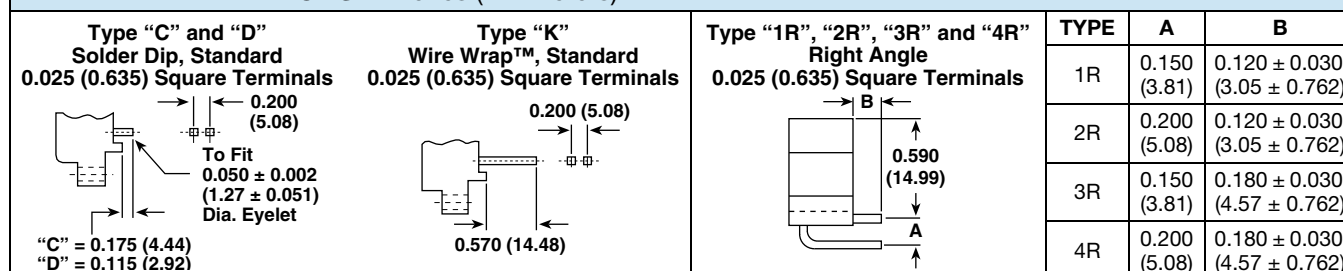 Type “C” and “D”
Solder Dip, Standard
0.025 (0.635) Square Terminals
0.200
(5.08)
To Fit
0.050 ± 0.002
(1.27 ± 0.051)
Dia. Eyelet
“C” = 0.175 (4.44)
“D” = 0.115 (2.92)
Type “K”
Wire Wrap™, Standard
0.025 (0.635) Square Terminals
0.200 (5.08)
0.570 (14.48)
Type “1R”, “2R”, “3R” and “4R”
Right Angle
0.025 (0.635) Square Terminals
B
0.590
(14.99)
A
TYPE A B
1R 0.150 0.120 ± 0.030
(3.81) (3.05 ± 0.762)
2R 0.200 0.120 ± 0.030
(5.08) (3.05 ± 0.762)
3R 0.150 0.180 ± 0.030
(3.81) (4.57 ± 0.762)
4R 0.200 0.180 ± 0.030
(5.08) (4.57 ± 0.762)